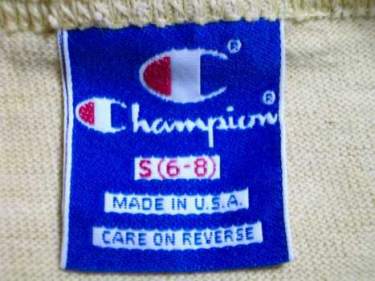 ®
Champion®
S (6-8)
MADE IN U.S.A.
CARE ON REVERSE